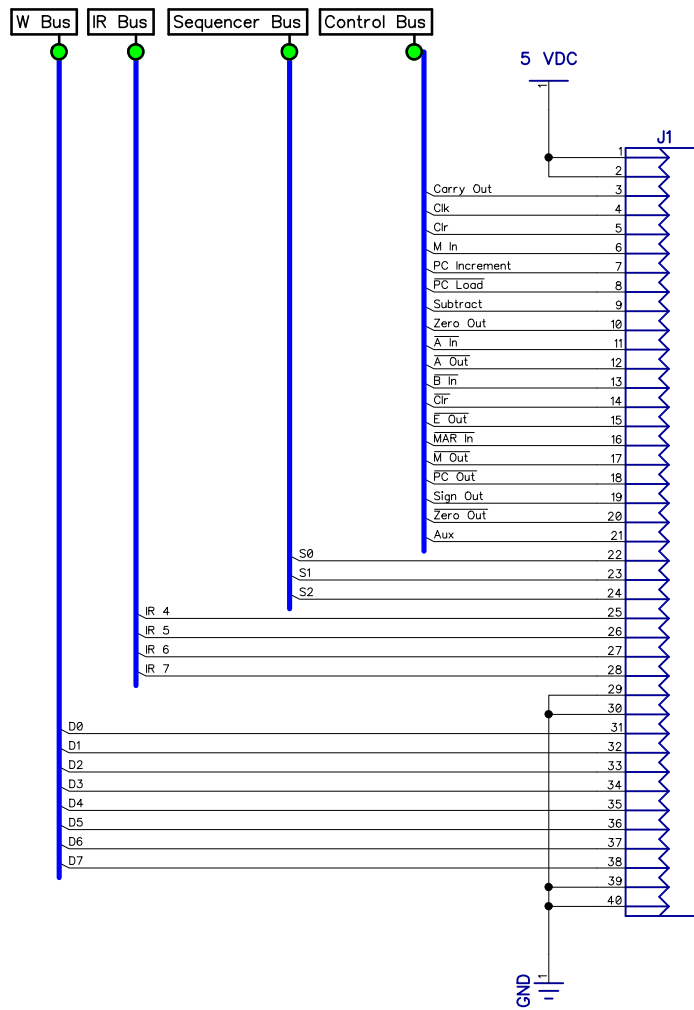 W Bus IR Bus Sequencer Bus Control Bus
5 VDC
1
J1
1
2
Carry Out 3
Clk 4
Clr 5
M In 6
PC Increment 7
PC Load 8
Subtract 9
Zero Out 10
A In 11
A Out 12
B In 13
Clr 14
E Out 15
MAR In 16
M Out 17
PC Out 18
Sign Out 19
Zero Out 20
Aux 21
S0 22
S1 23
S2 24
IR 4 25
IR 5 26
IR 6 27
IR 7 28
29
30
D0 31
D1 32
D2 33
D3 34
D4 35
D5 36
D6 37
D7 38
39
40
GND 1